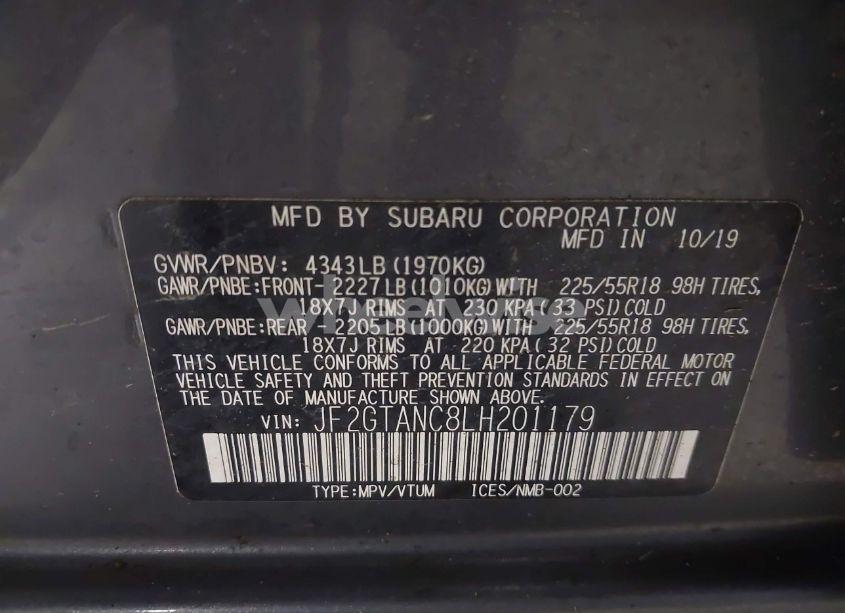 MFD BY SUBARU CORPORATION
MFD IN 10/19
GVWR/PNBV: 4343LB(1970KG)
GAWR/PNBE:FRONT-2227LB(1010KG)WITH 225/55R18 98H TIRES,
18X7J RIMS AT 230 KPA(33 PSI)COLD
GAWR/PNBE:REAR 2205LB(1000KG)WITH 225/55R18 98H TIRES,
18X7J RIMS AT 220 KPA(32 PSI)COLD
THIS VEHICLE CONFORMS TO ALL APPLICABLE FEDERAL MOTOR
VEHICLE SAFETY AND THEFT PREVENTION STANDARDS IN EFFECT ON
THE DATE OF MANUFACTURE SHOWN ABOVE.
VIN: JF2GTANC8LH201179
TYPE:MPV/VTUM ICES/NMB-002